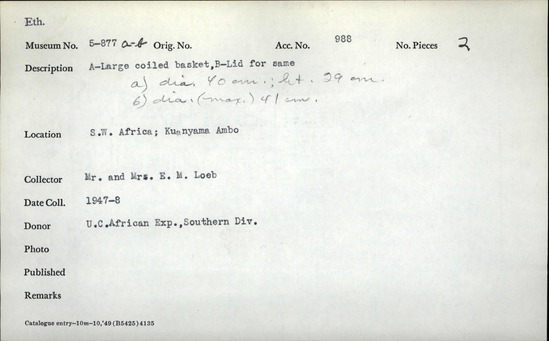 Eth.
Museum No. 5-877 a-b Orig. No. Acc. No. 988 No. Pieces 2
Description A-Large coiled basket,B-Lid for same
a) dia. 40 cm.; ht. 29 cm.
b) dia. (max.) 41 cm.
Location S.W. Africa; Kuanyama Ambo
Collector Mr. and Mrs. E. M. Loeb
Date Coll. 1947-8
Donor U.C.African Exp.,Southern Div.
Photo
Published
Remarks
Catalogue entry-10m-10,'49 (B5425) 4135